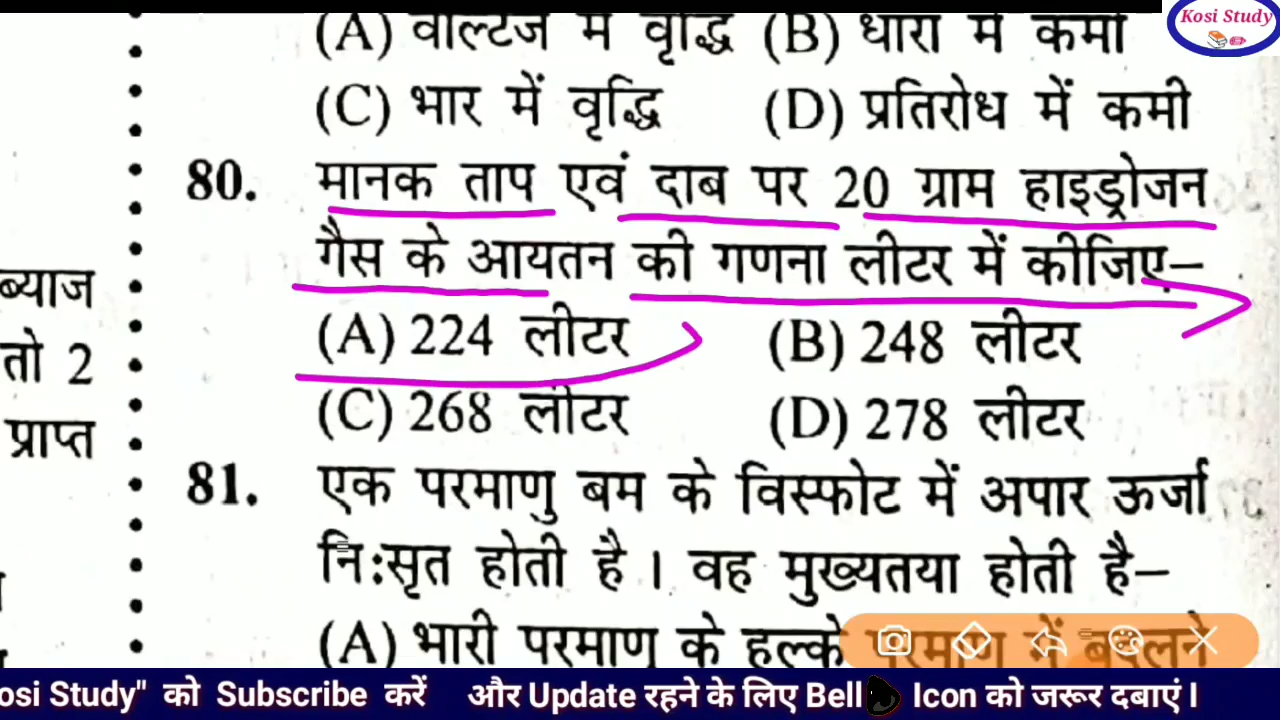 Kosi Study
(A) वोल्टेज में वृद्धि (B) धारा में कमी
(C) भार में वृद्धि (D) प्रतिरोध में कमी
80. मानक ताप एवं दाब पर 20 ग्राम हाइड्रोजन
गैस के आयतन की गणना लीटर में कीजिए–
(A) 224 लीटर (B) 248 लीटर
(C) 268 लीटर (D) 278 लीटर
ब्याज
तो 2
प्राप्त
81. एक परमाणु बम के विस्फोट में अपार ऊर्जा
निःसृत होती है । वह मुख्यतया होती है–
(A) भारी परमाणु के हल्के परमाणु में बदलने
osi Study" को Subscribe करें और Update रहने के लिए Bell Icon को जरूर दबाएं l